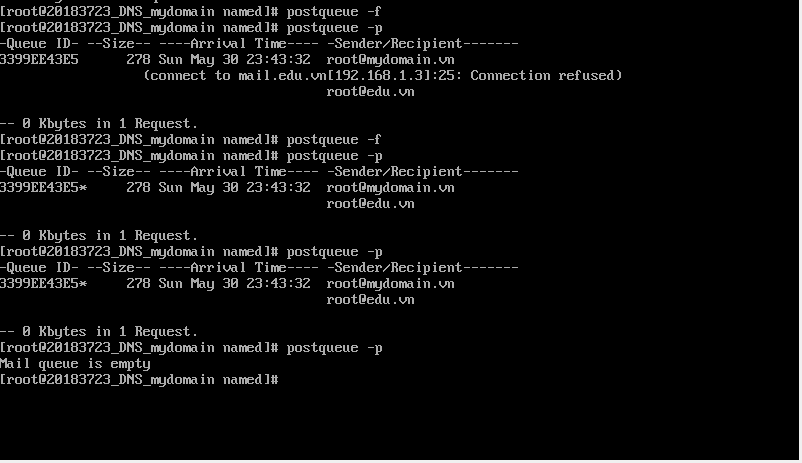 [root@20183723_DNS_mydomain named]# postqueue -f
[root@20183723_DNS_mydomain named]# postqueue -p
-Queue ID- --Size-- ----Arrival Time---- -Sender/Recipient-------
3399EE43E5      278 Sun May 30 23:43:32  root@mydomain.vn
(connect to mail.edu.vn[192.168.1.3]:25: Connection refused)
root@edu.vn
-- 0 Kbytes in 1 Request.
[root@20183723_DNS_mydomain named]# postqueue -f
[root@20183723_DNS_mydomain named]# postqueue -p
-Queue ID- --Size-- ----Arrival Time---- -Sender/Recipient-------
3399EE43E5*     278 Sun May 30 23:43:32  root@mydomain.vn
root@edu.vn
-- 0 Kbytes in 1 Request.
[root@20183723_DNS_mydomain named]# postqueue -p
-Queue ID- --Size-- ----Arrival Time---- -Sender/Recipient-------
3399EE43E5*     278 Sun May 30 23:43:32  root@mydomain.vn
root@edu.vn
-- 0 Kbytes in 1 Request.
[root@20183723_DNS_mydomain named]# postqueue -p
Mail queue is empty
[root@20183723_DNS_mydomain named]#